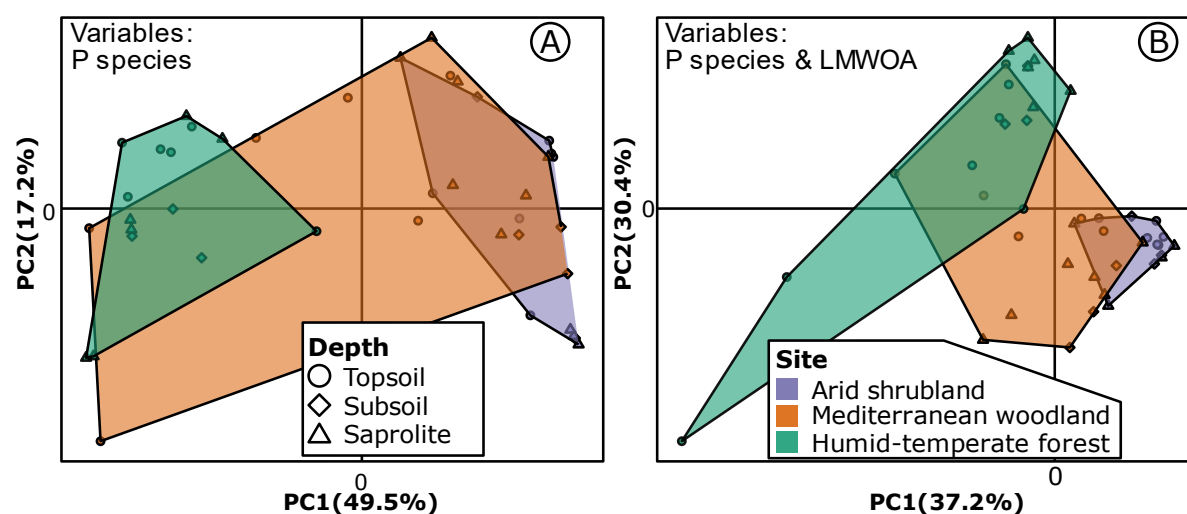 Variables:
P species
A
PC2(17.2%)
0
Depth
Topsoil
Subsoil
Saprolite
0
PC1(49.5%)
Variables:
P species & LMWOA
B
PC2(30.4%)
0
Site
Arid shrubland
Mediterranean woodland
Humid-temperate forest
0
PC1(37.2%)